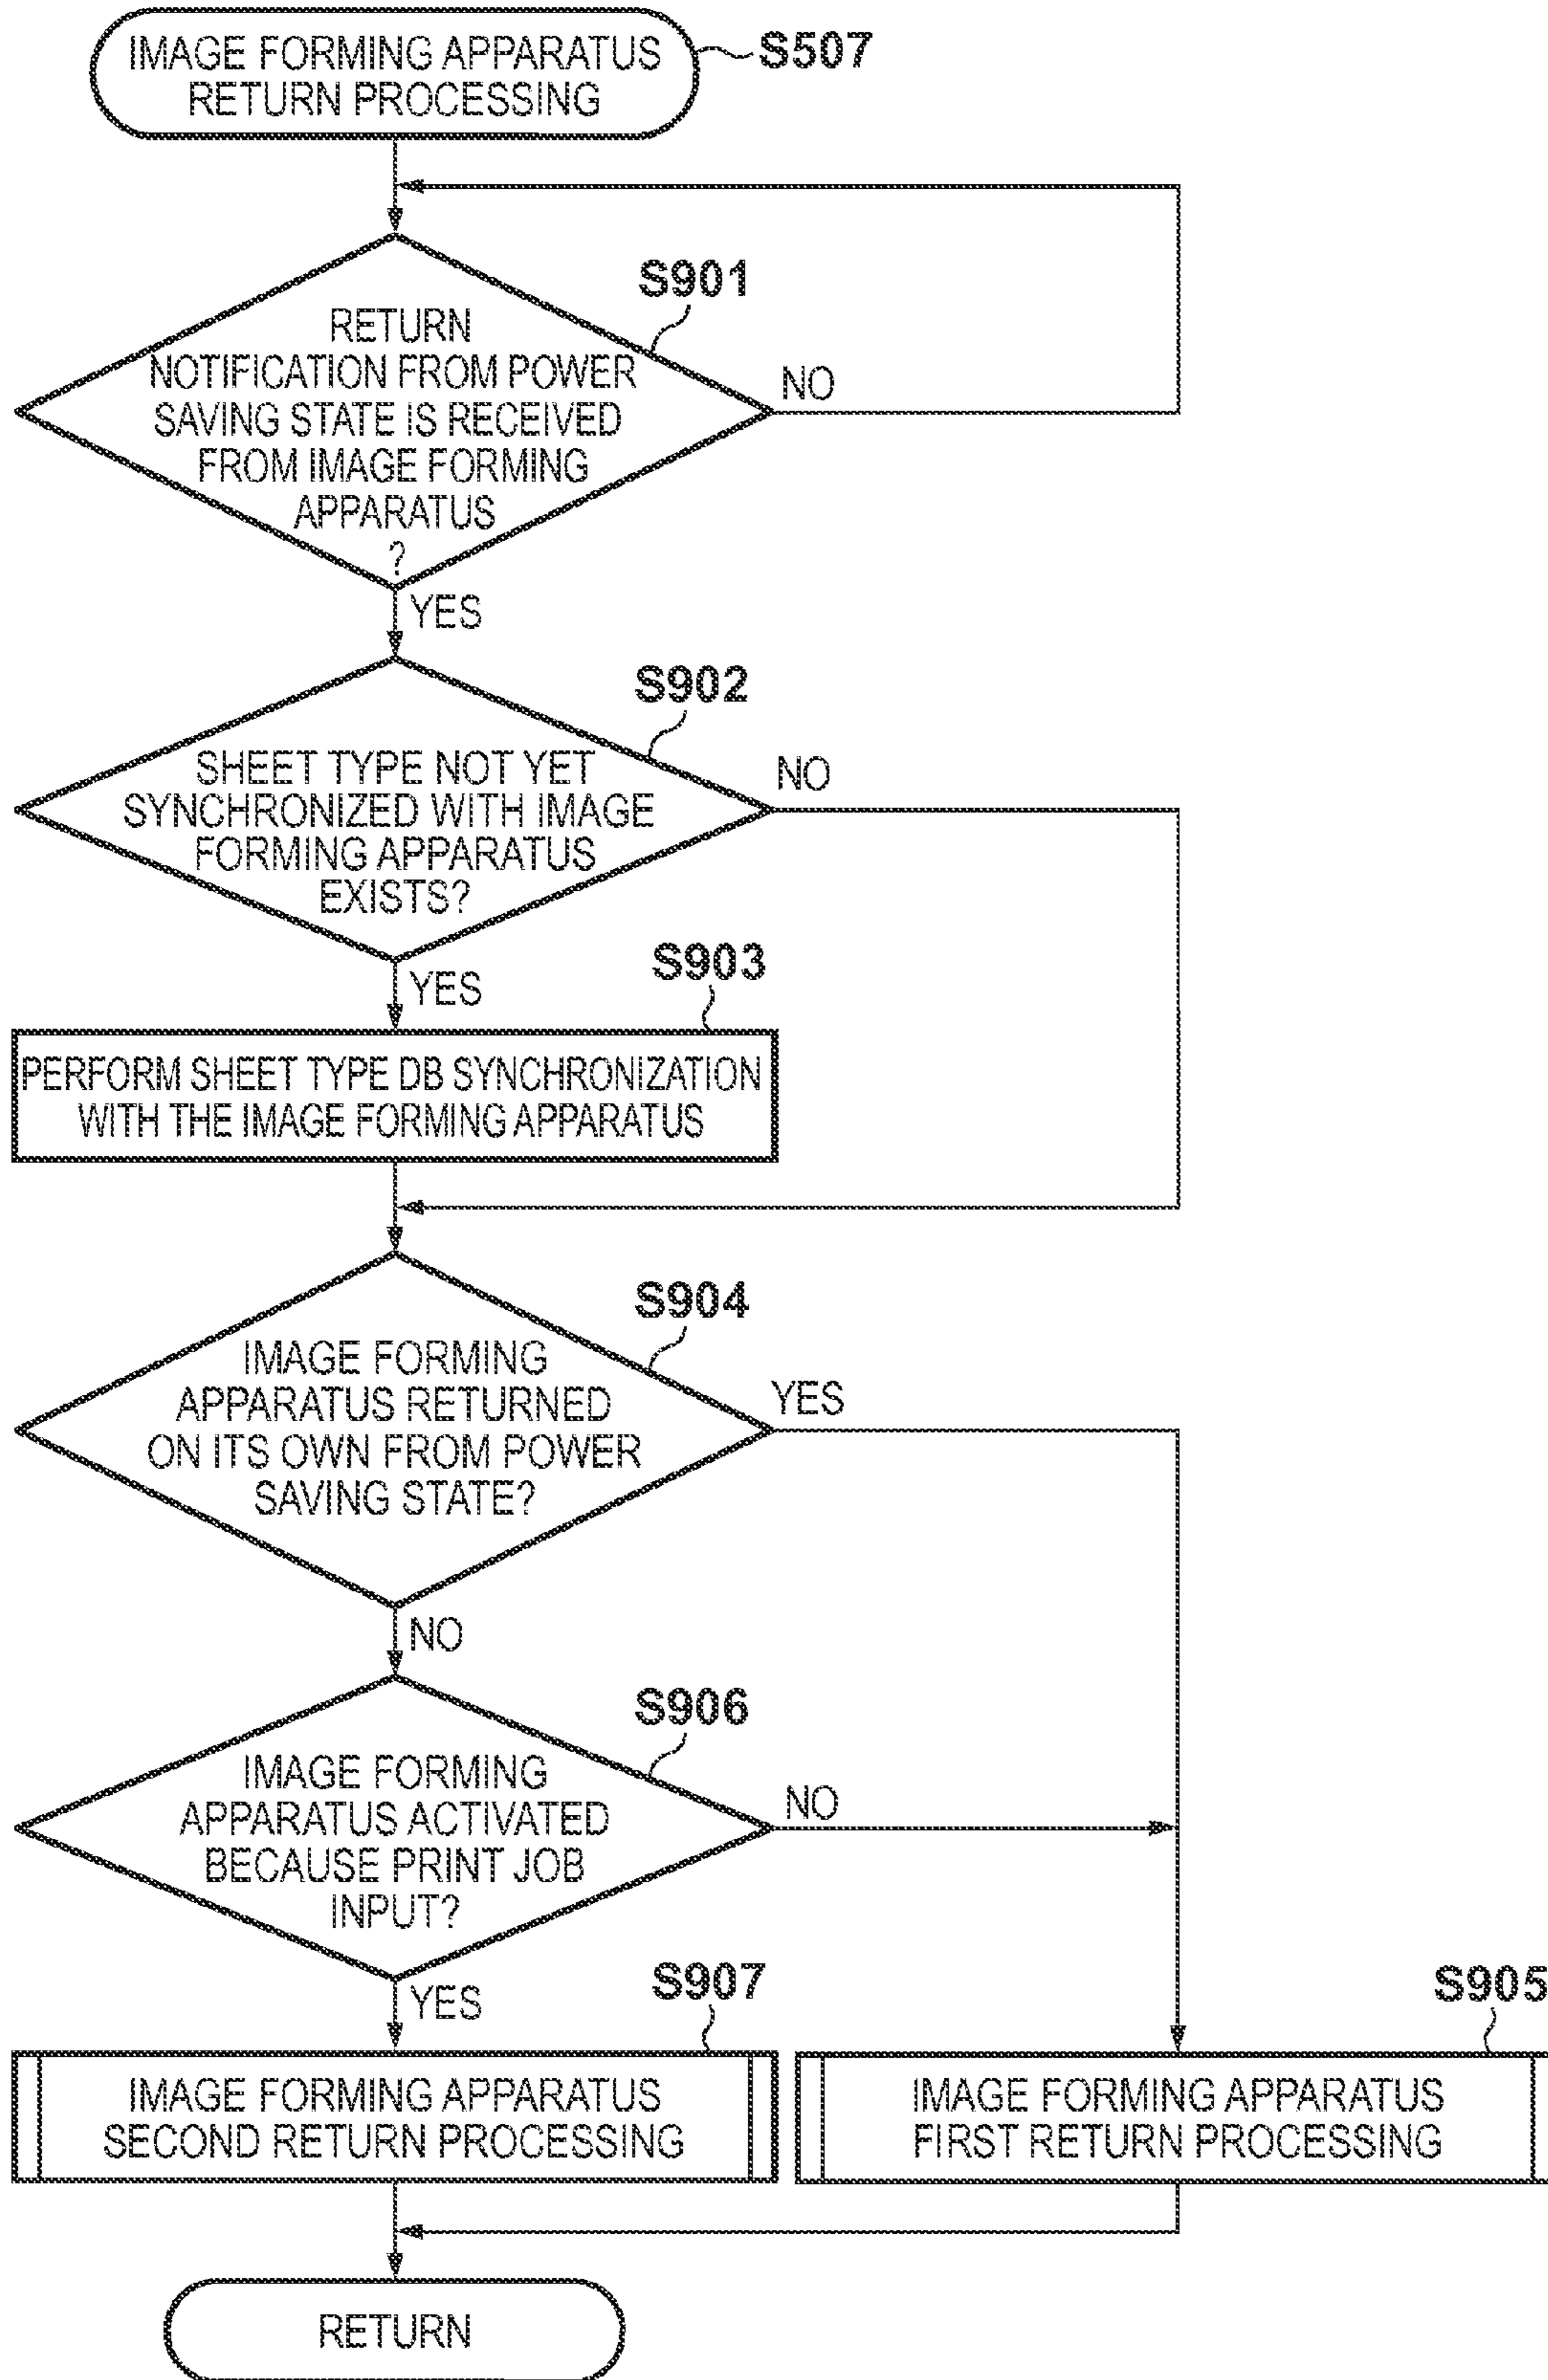 IMAGE FORMING APPARATUS
RETURN PROCESSING
S507
S901
RETURN
NOTIFICATION FROM POWER
SAVING STATE IS RECEIVED
FROM IMAGE FORMING
APPARATUS
?
NO
YES
S902
SHEET TYPE NOT YET
SYNCHRONIZED WITH IMAGE
FORMING APPARATUS
EXISTS?
NO
YES
S903
PERFORM SHEET TYPE DB SYNCHRONIZATION
WITH THE IMAGE FORMING APPARATUS
S904
IMAGE FORMING
APPARATUS RETURNED
ON ITS OWN FROM POWER
SAVING STATE?
YES
NO
S906
IMAGE FORMING
APPARATUS ACTIVATED
BECAUSE PRINT JOB
INPUT?
NO
YES
S907
IMAGE FORMING APPARATUS
SECOND RETURN PROCESSING
S905
IMAGE FORMING APPARATUS
FIRST RETURN PROCESSING
RETURN